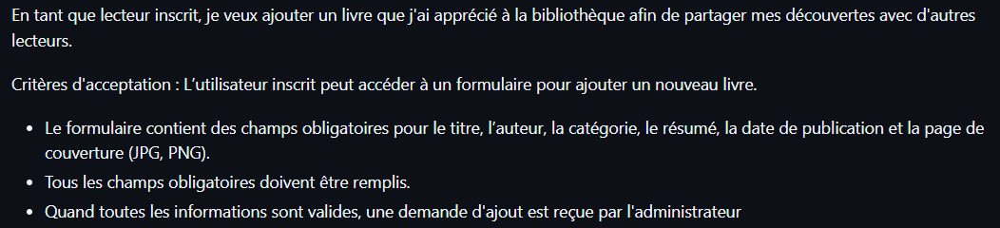 En tant que lecteur inscrit, je veux ajouter un livre que j'ai apprécié à la bibliothèque afin de partager mes découvertes avec d'autres
lecteurs.
Critères d'acceptation : L’utilisateur inscrit peut accéder à un formulaire pour ajouter un nouveau livre.
• Le formulaire contient des champs obligatoires pour le titre, l’auteur, la catégorie, le résumé, la date de publication et la page de
couverture (JPG, PNG).
• Tous les champs obligatoires doivent être remplis.
• Quand toutes les informations sont valides, une demande d'ajout est reçue par l'administrateur